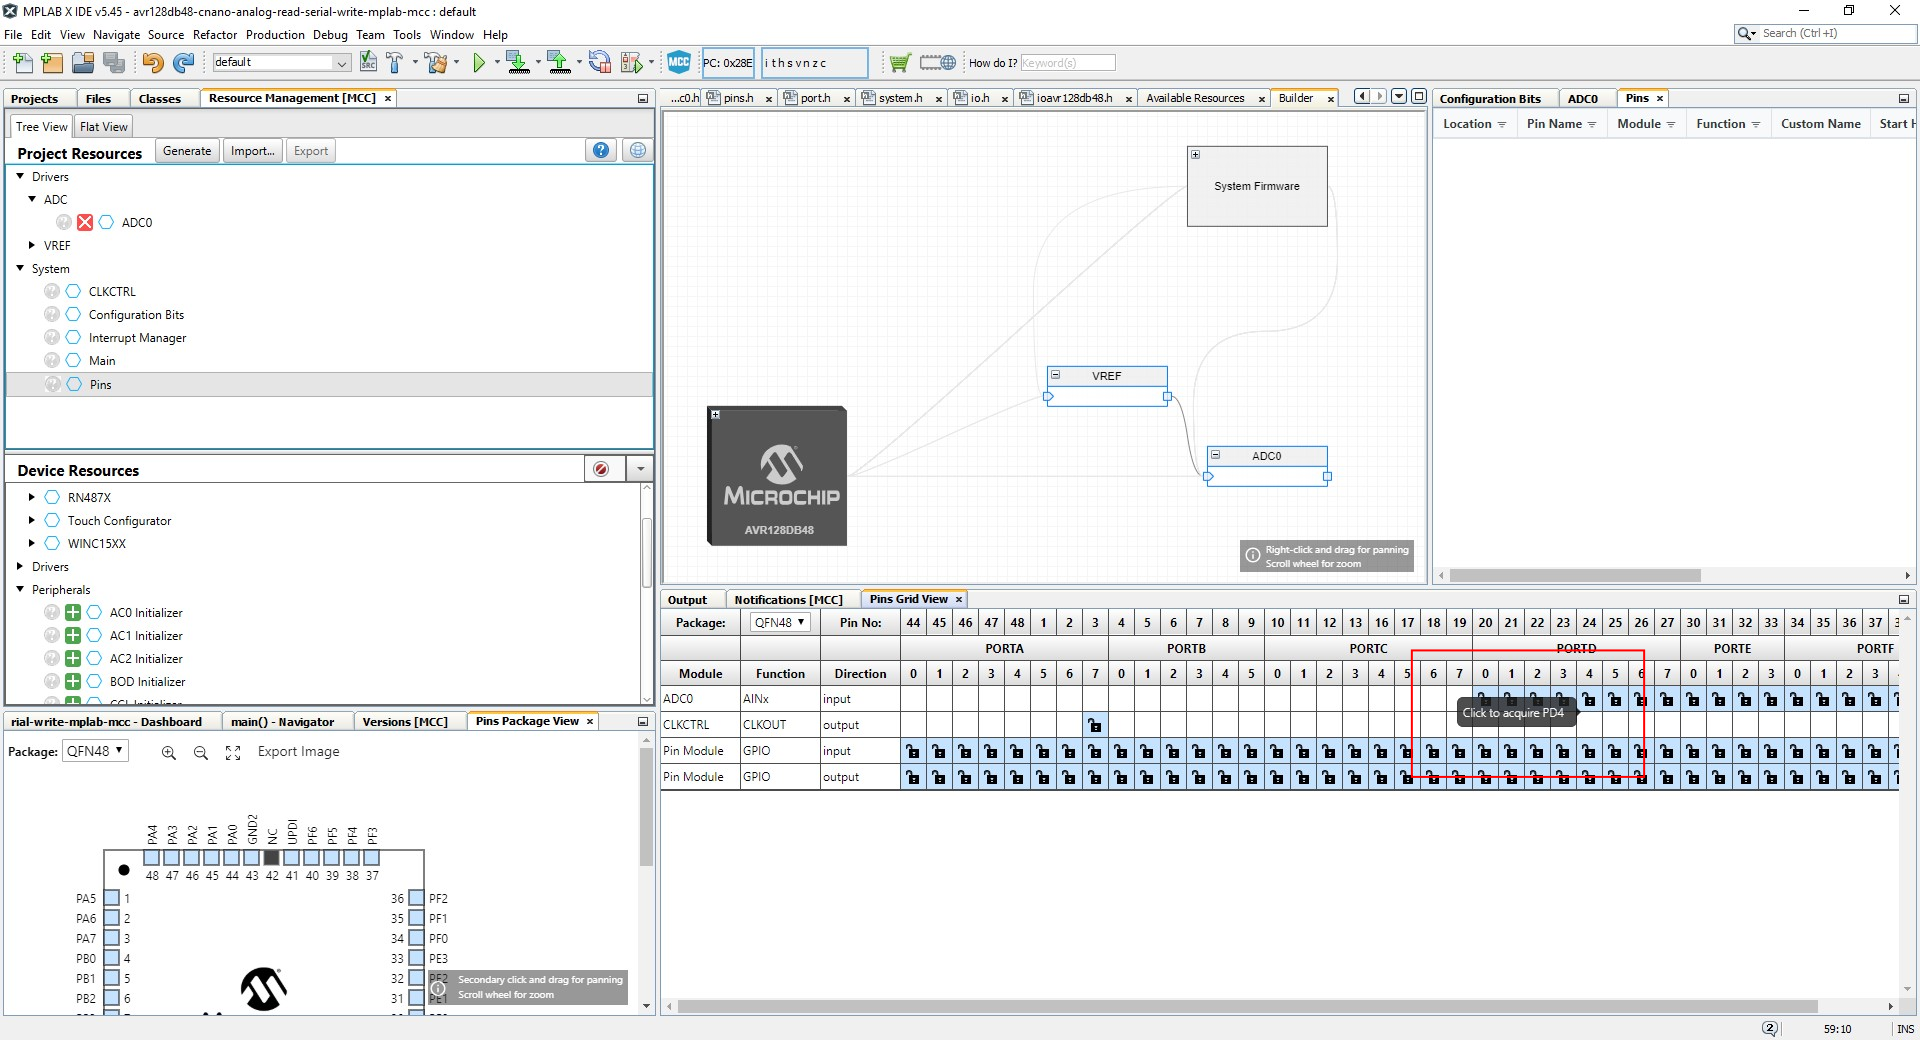 MPLAB X IDE v5.45 - avr128db48-cnano-analog-read-serial-write-mplab-mcc : default
File Edit View Navigate Source Refactor Production Debug Team Tools Window Help
Search (Ctrl+I)
default
SRC
MCC
PC: 0x28E
i t h s v n z c
How do I?
Keyword(s)
Projects Files Classes Resource Management [MCC] ×
Tree View Flat View
Project Resources Generate Import... Export
Drivers
ADC
ADC0
VREF
System
CLKCTRL
Configuration Bits
Interrupt Manager
Main
Pins
Device Resources
RN487X
Touch Configurator
WINC15XX
Drivers
Peripherals
AC0 Initializer
AC1 Initializer
AC2 Initializer
BOD Initializer
rial-write-mplab-mcc - Dashboard main() - Navigator Versions [MCC] Pins Package View ×
Package: QFN48 Export Image
PA4 PA3 PA2 PA1 PA0 GND2 NC UPDI PF6 PF5 PF4 PF3
48 47 46 45 44 43 42 41 40 39 38 37
PA5 1 36 PF2
PA6 2 35 PF1
PA7 3 34 PF0
PB0 4 33 PE3
PB1 5 32 PE2
PB2 6 31 PE1
Secondary click and drag for panning
Scroll wheel for zoom
...c0.h pins.h × port.h × system.h × io.h × ioavr128db48.h × Available Resources × Builder ×
System Firmware
VREF
ADC0
MICROCHIP
AVR128DB48
Right-click and drag for panning
Scroll wheel for zoom
Configuration Bits ADC0 Pins ×
Location Pin Name Module Function Custom Name Start H
Output Notifications [MCC] Pins Grid View ×
Package: QFN48 Pin No: 44 45 46 47 48 1 2 3 4 5 6 7 8 9 10 11 12 13 16 17 18 19 20 21 22 23 24 25 26 27 30 31 32 33 34 35 36 37
PORTA PORTB PORTC PORTD PORTE PORTF
Module Function Direction 0 1 2 3 4 5 6 7 0 1 2 3 4 5 0 1 2 3 4 5 6 7 0 1 2 3 4 5 6 7 0 1 2 3 0 1 2 3
ADC0 AINx input
Click to acquire PD4
CLKCTRL CLKOUT output
Pin Module GPIO input
Pin Module GPIO output
2 59:10 INS